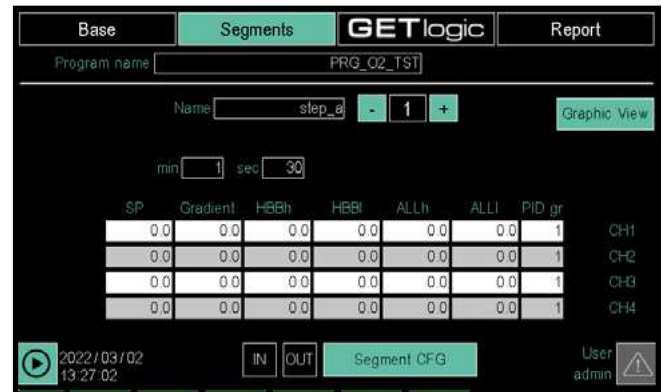 Base Segments GETlogic Report
Program name PRG_02_TST
Name step_a - 1 + Graphic View
min 1 sec 30
SP Gradient HBBh HBBl ALLh ALLl PID gr
0.0 0.0 0.0 0.0 0.0 0.0 1 CH1
0.0 0.0 0.0 0.0 0.0 0.0 1 CH2
0.0 0.0 0.0 0.0 0.0 0.0 1 CH3
0.0 0.0 0.0 0.0 0.0 0.0 1 CH4
2022/03/02 IN OUT Segment CFG User
13:27:02 admin